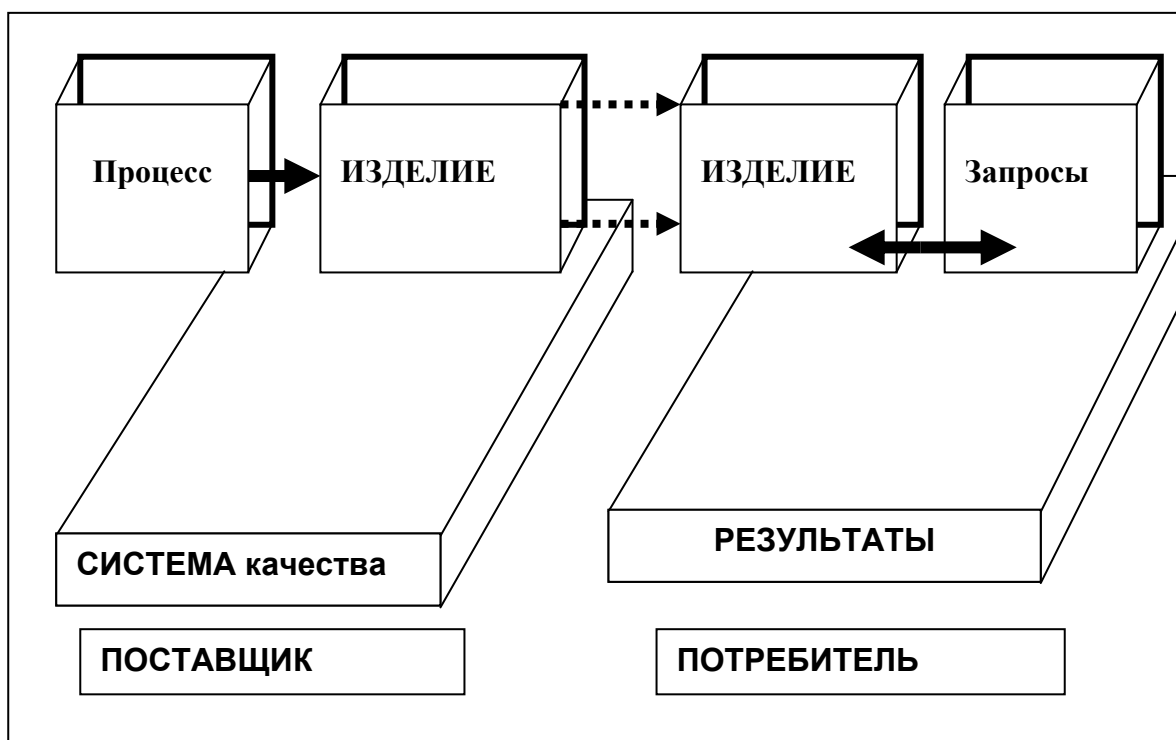 Процесс
ИЗДЕЛИЕ
ИЗДЕЛИЕ
Запросы
СИСТЕМА качества
РЕЗУЛЬТАТЫ
ПОСТАВЩИК
ПОТРЕБИТЕЛЬ